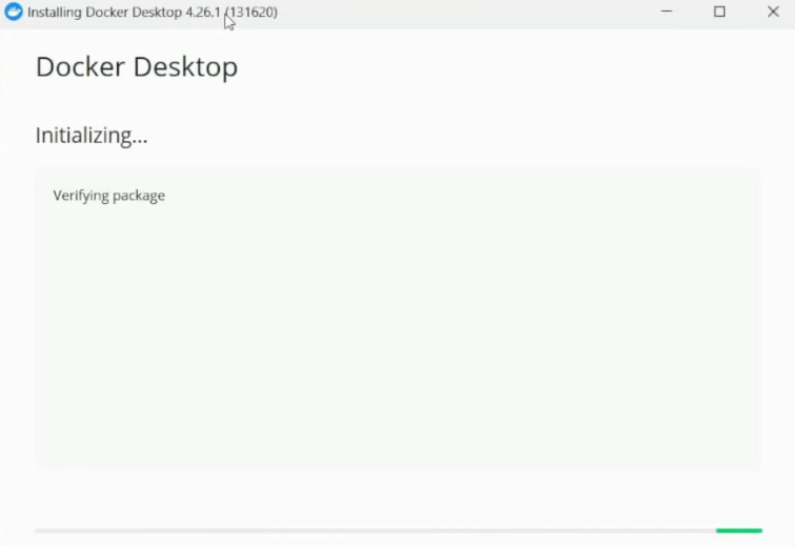 Installing Docker Desktop 4.26.1 (131620)
Docker Desktop
Initializing...
Verifying package